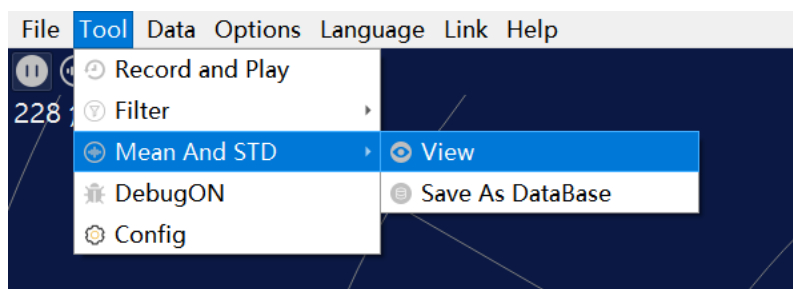 File Tool Data Options Language Link Help
Record and Play
228
Filter
Mean And STD
View
DebugON
Save As DataBase
Config